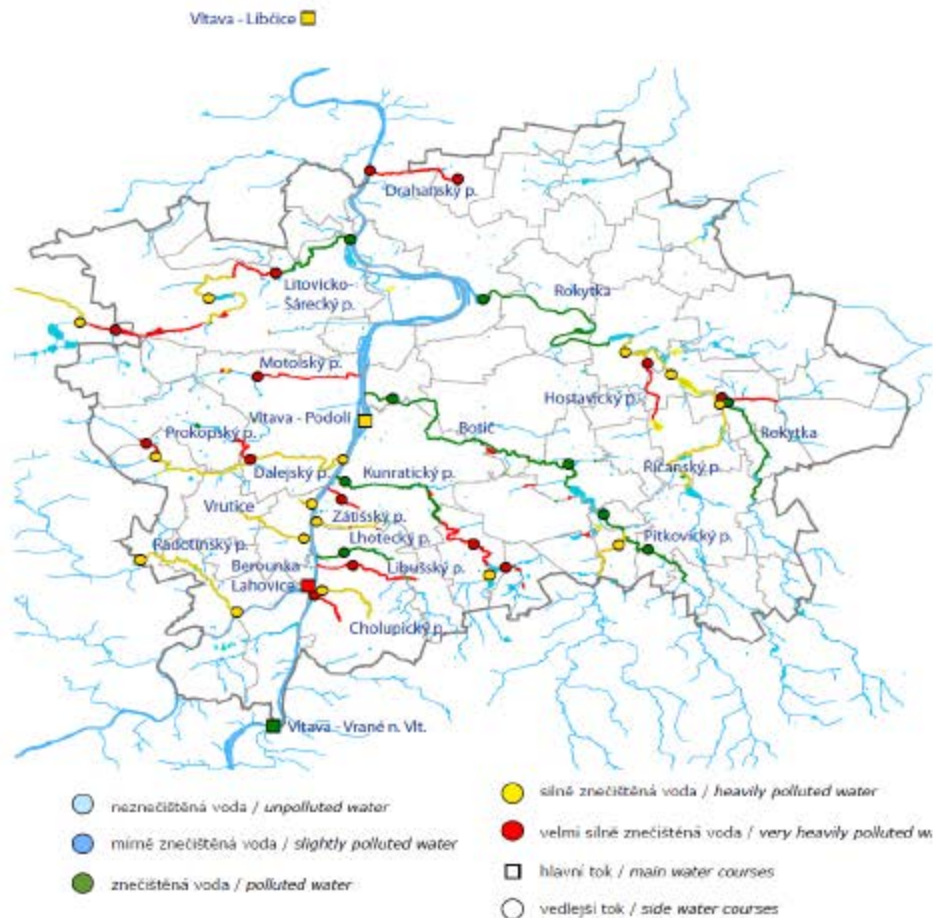 Vltava - Libčice
Drahanský p.
Litovicko-
Šárecký p.
Rokytka
Motolský p.
Hostavický p.
Vltava - Podolí
Botič
Rokytka
Prokopský p.
Dalejský p.
Kunratický p.
Říčanský p.
Vrutice
Zátišský p.
Radotínský p.
Lhotecký p.
Pitkovický p.
Berounka
Lahovice
Libušský p.
Cholupický p.
Vltava - Vrané n. Vlt.
neznečištěná voda / unpolluted water
mírně znečištěná voda / slightly polluted water
znečištěná voda / polluted water
silně znečištěná voda / heavily polluted water
velmi silně znečištěná voda / very heavily polluted w
hlavní tok / main water courses
vedlejší tok / side water courses